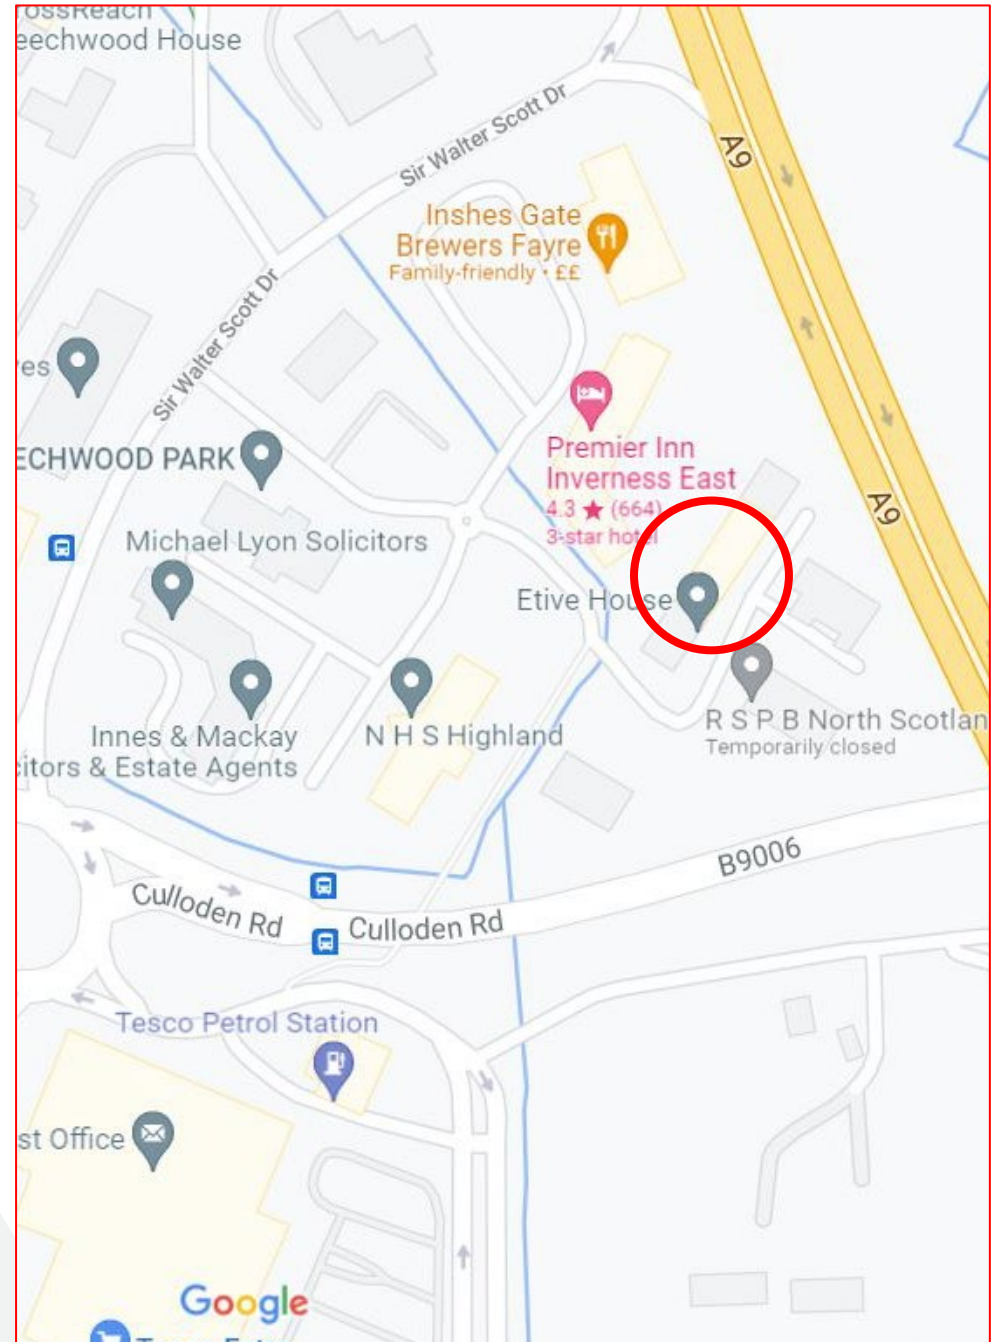 ossReach
eechwood House
Sir Walter Scott Dr
A9
Inshes Gate
Brewers Fayre
Family-friendly · ££
Sir Walter Scott Dr
es
Premier Inn
Inverness East
4.3 ★ (664)
3-star hotel
ECHWOOD PARK
A9
Michael Lyon Solicitors
Etive House
R S P B North Scotlan
Temporarily closed
Innes & Mackay
itors & Estate Agents
N H S Highland
B9006
Culloden Rd
Culloden Rd
Tesco Petrol Station
st Office
Google